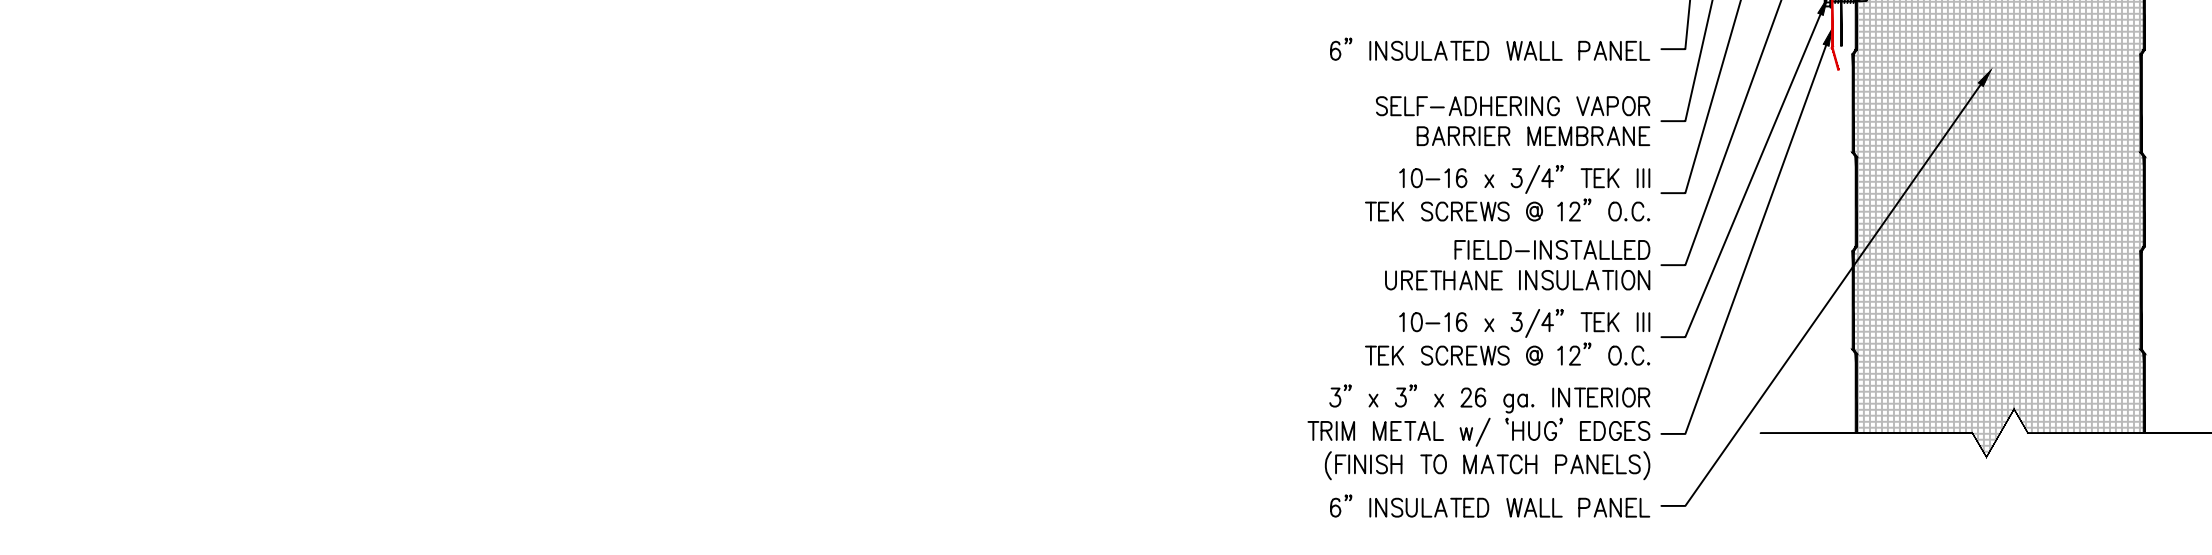 6” INSULATED WALL PANEL
SELF-ADHERING VAPOR
BARRIER MEMBRANE
10-16 x 3/4” TEK III
TEK SCREWS @ 12” O.C.
FIELD-INSTALLED
URETHANE INSULATION
10-16 x 3/4” TEK III
TEK SCREWS @ 12” O.C.
3” x 3” x 26 ga. INTERIOR
TRIM METAL w/ ‘HUG’ EDGES
(FINISH TO MATCH PANELS)
6” INSULATED WALL PANEL